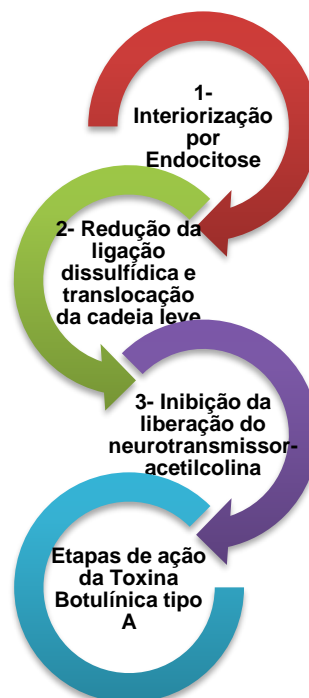 1-
Interiorização
por
Endocitose
2- Redução da
ligação
dissulfídica e
translocação
da cadeia leve
3- Inibição da
liberação do
neurotransmissor-
acetilcolina
Etapas de ação
da Toxina
Botulínica tipo
A